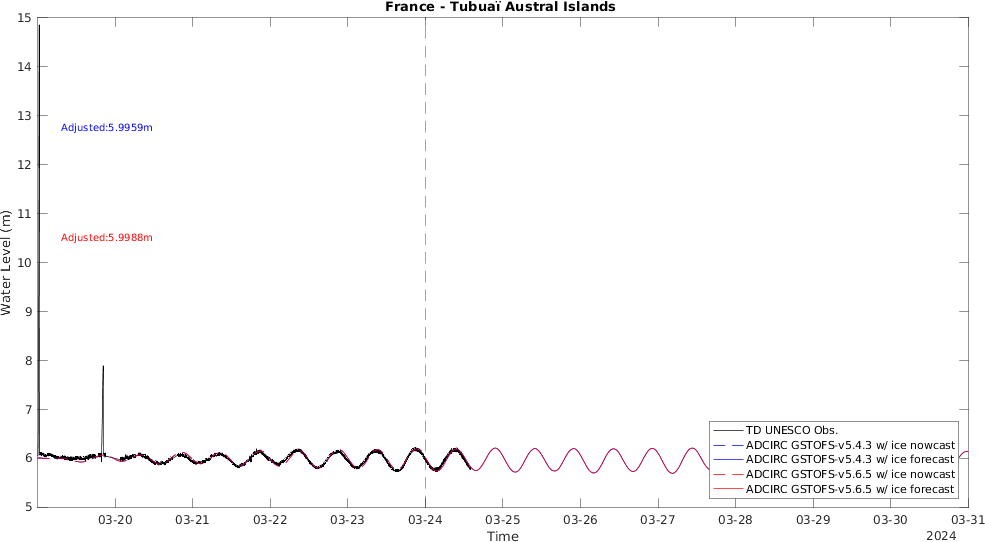 France - Tubuaï Austral Islands
15
14
13
12
11
10
9
8
7
6
5
Water Level (m)
Adjusted:5.9959m
Adjusted:5.9988m
TD UNESCO Obs.
ADCIRC GSTOFS-v5.4.3 w/ ice nowcast
ADCIRC GSTOFS-v5.4.3 w/ ice forecast
ADCIRC GSTOFS-v5.6.5 w/ ice nowcast
ADCIRC GSTOFS-v5.6.5 w/ ice forecast
03-20 03-21 03-22 03-23 03-24 03-25 03-26 03-27 03-28 03-29 03-30 03-31
Time
2024